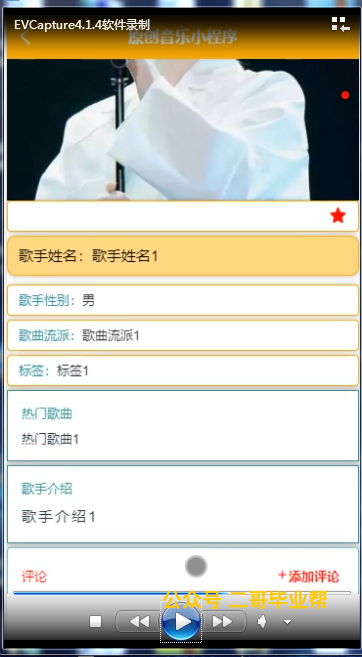 EVCapture4.1.4软件录制
原创音乐小程序
歌手姓名：歌手姓名1
歌手性别：男
歌曲流派：歌曲流派1
标签：标签1
热门歌曲
热门歌曲1
歌手介绍
歌手介绍1
评论
+添加评论
公众号 二哥毕业帮